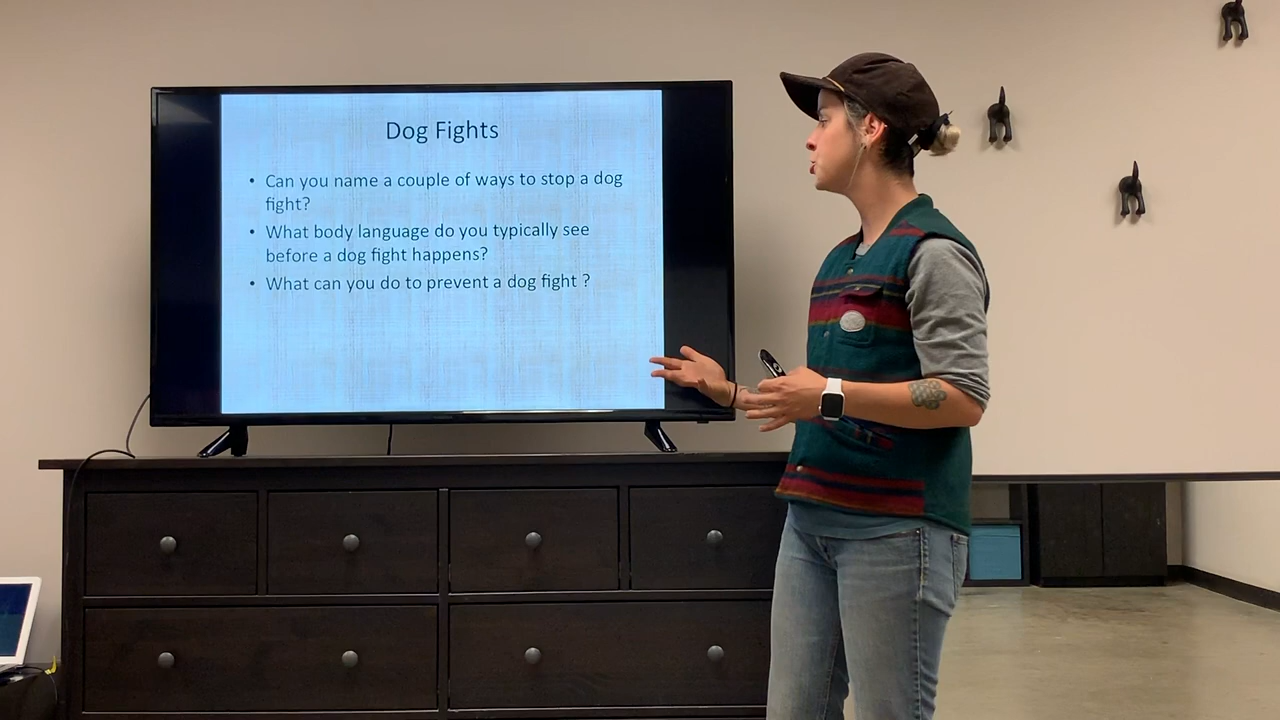 Dog Fights
• Can you name a couple of ways to stop a dog
fight?
• What body language do you typically see
before a dog fight happens?
• What can you do to prevent a dog fight ?